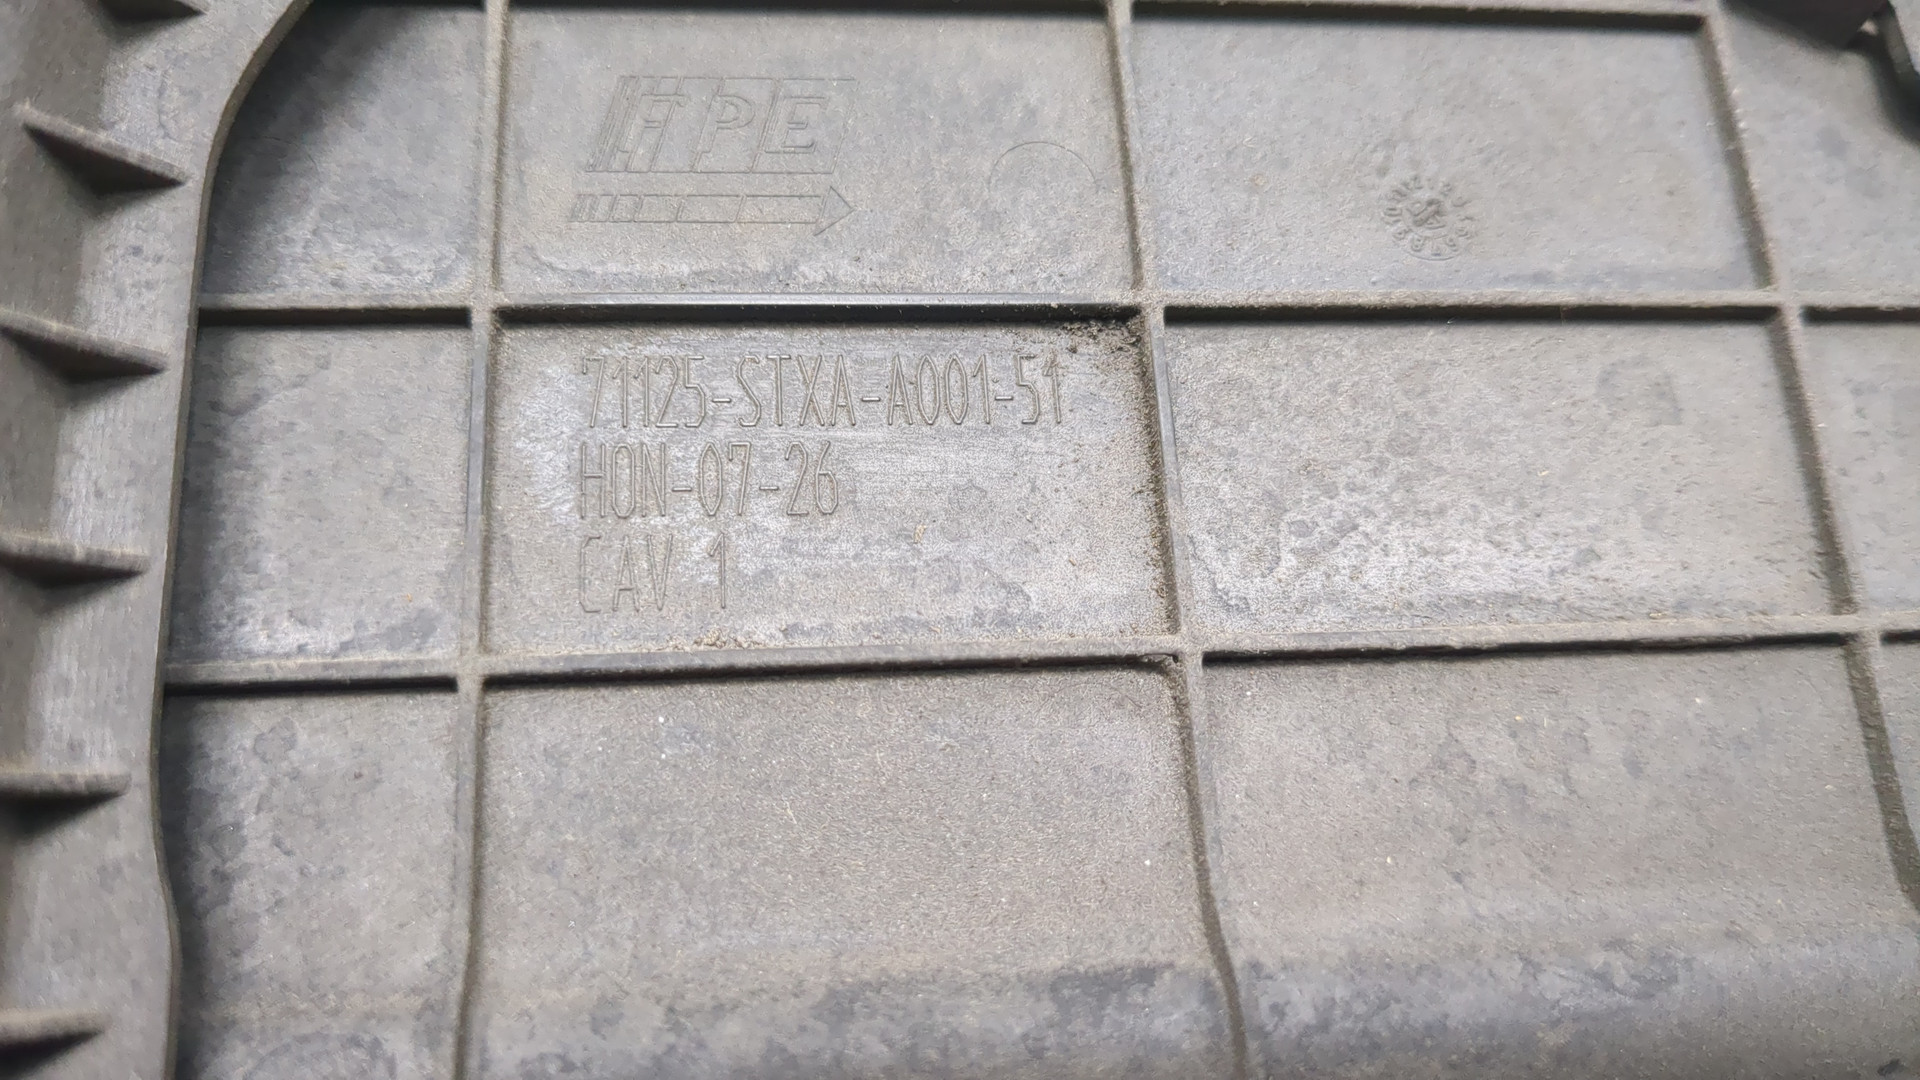 FPE
71125-STXA-A001-51
HON-07-26
CAV 1